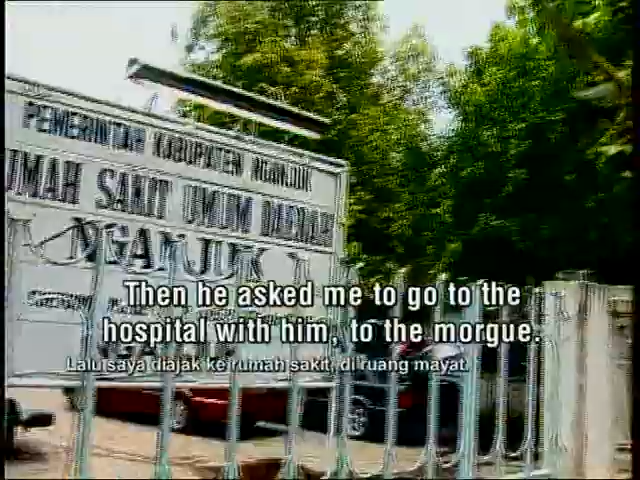 PEMERINTAH KABUPATEN NGANJUK
UMAH SAKIT UMUM DAERAH
NGANJUK
Then he asked me to go to the
hospital with him, to the morgue.
Lalu saya diajak ke rumah sakit, di ruang mayat.